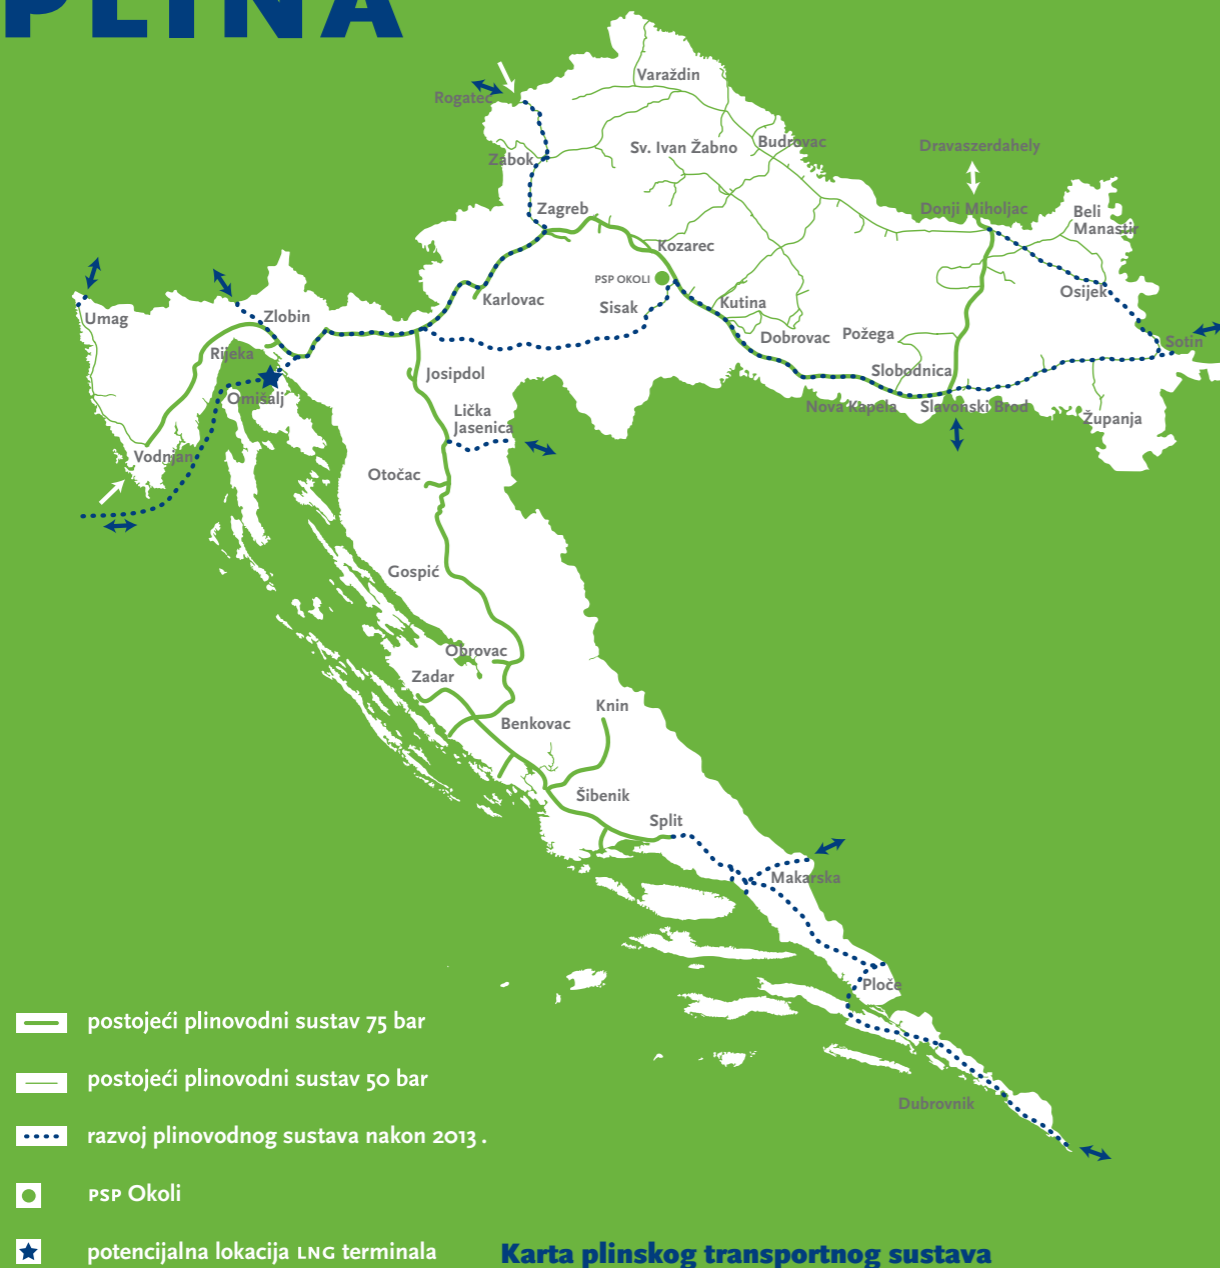 PLINA
Varaždin
Rogatec
Sv. Ivan Žabno
Budrovac
Dravaszerdahely
Zabok
Zagreb
Donji Miholjac
Beli
Manastir
Kozarec
PSP OKOLI
Karlovac
Sisak
Kutina
Osijek
Umag
Zlobin
Dobrovac
Požega
Sotin
Rijeka
Josipdol
Slobodnica
Omišalj
Lička
Jasenica
Nova Kapela
Slavonski Brod
Županja
Vodnjan
Otočac
Gospić
Obrovac
Zadar
Knin
Benkovac
Šibenik
Split
Makarska
Ploče
Dubrovnik
postojeći plinovodni sustav 75 bar
postojeći plinovodni sustav 50 bar
razvoj plinovodnog sustava nakon 2013 .
PSP Okoli
potencijalna lokacija LNG terminala
Karta plinskog transportnog sustava